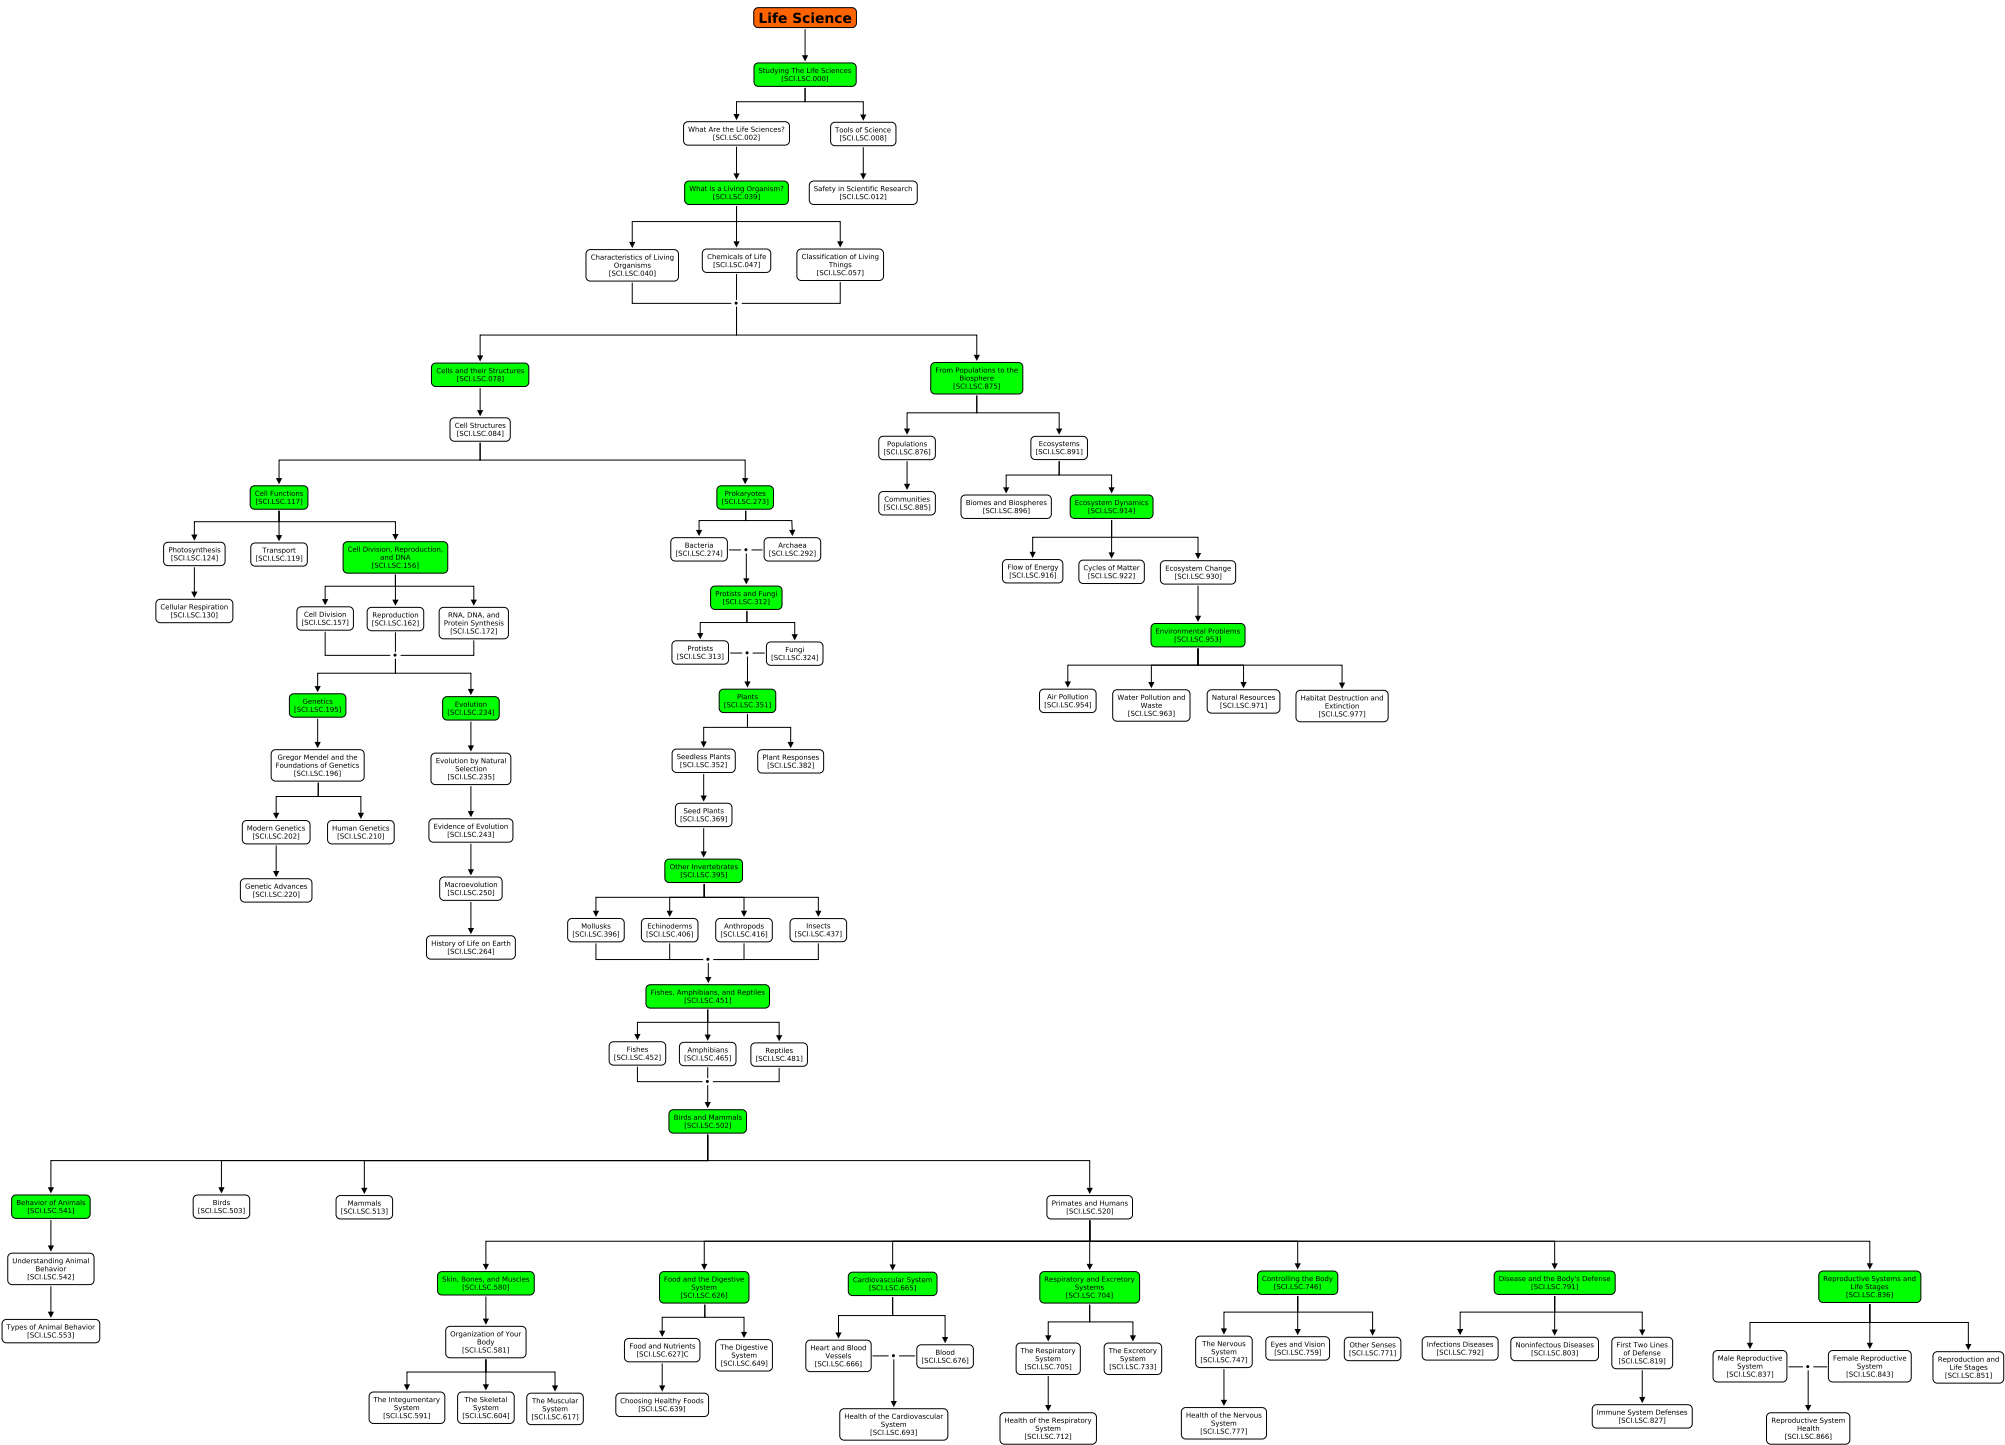 Life Science
Studying The Life Sciences
[SCI.LSC.000]
What Are the Life Sciences?
[SCI.LSC.002]
Tools of Science
[SCI.LSC.008]
What is a Living Organism?
[SCI.LSC.039]
Safety in Scientific Research
[SCI.LSC.012]
Characteristics of Living
Organisms
[SCI.LSC.040]
Chemicals of Life
[SCI.LSC.047]
Classification of Living
Things
[SCI.LSC.057]
Cells and their Structures
[SCI.LSC.078]
From Populations to the
Biosphere
[SCI.LSC.875]
Cell Structures
[SCI.LSC.084]
Populations
[SCI.LSC.876]
Ecosystems
[SCI.LSC.891]
Cell Functions
[SCI.LSC.117]
Prokaryotes
[SCI.LSC.273]
Communities
[SCI.LSC.885]
Biomes and Biospheres
[SCI.LSC.896]
Ecosystem Dynamics
[SCI.LSC.914]
Photosynthesis
[SCI.LSC.124]
Transport
[SCI.LSC.119]
Cell Division, Reproduction,
and DNA
[SCI.LSC.156]
Bacteria
[SCI.LSC.274]
Archaea
[SCI.LSC.292]
Flow of Energy
[SCI.LSC.916]
Cycles of Matter
[SCI.LSC.922]
Ecosystem Change
[SCI.LSC.930]
Cellular Respiration
[SCI.LSC.130]
Cell Division
[SCI.LSC.157]
Reproduction
[SCI.LSC.162]
RNA, DNA, and
Protein Synthesis
[SCI.LSC.172]
Protists and Fungi
[SCI.LSC.312]
Environmental Problems
[SCI.LSC.953]
Protists
[SCI.LSC.313]
Fungi
[SCI.LSC.324]
Genetics
[SCI.LSC.195]
Evolution
[SCI.LSC.234]
Plants
[SCI.LSC.351]
Air Pollution
[SCI.LSC.954]
Water Pollution and
Waste
[SCI.LSC.963]
Natural Resources
[SCI.LSC.971]
Habitat Destruction and
Extinction
[SCI.LSC.977]
Gregor Mendel and the
Foundations of Genetics
[SCI.LSC.196]
Evolution by Natural
Selection
[SCI.LSC.235]
Seedless Plants
[SCI.LSC.352]
Plant Responses
[SCI.LSC.382]
Modern Genetics
[SCI.LSC.202]
Human Genetics
[SCI.LSC.210]
Evidence of Evolution
[SCI.LSC.243]
Seed Plants
[SCI.LSC.369]
Genetic Advances
[SCI.LSC.220]
Macroevolution
[SCI.LSC.250]
Other Invertebrates
[SCI.LSC.395]
History of Life on Earth
[SCI.LSC.264]
Mollusks
[SCI.LSC.396]
Echinoderms
[SCI.LSC.406]
Anthropods
[SCI.LSC.416]
Insects
[SCI.LSC.437]
Fishes, Amphibians, and Reptiles
[SCI.LSC.451]
Fishes
[SCI.LSC.452]
Amphibians
[SCI.LSC.465]
Reptiles
[SCI.LSC.481]
Birds and Mammals
[SCI.LSC.502]
Behavior of Animals
[SCI.LSC.541]
Birds
[SCI.LSC.503]
Mammals
[SCI.LSC.513]
Primates and Humans
[SCI.LSC.520]
Understanding Animal
Behavior
[SCI.LSC.542]
Types of Animal Behavior
[SCI.LSC.553]
Skin, Bones, and Muscles
[SCI.LSC.580]
Food and the Digestive
System
[SCI.LSC.626]
Cardiovascular System
[SCI.LSC.665]
Respiratory and Excretory
Systems
[SCI.LSC.704]
Controlling the Body
[SCI.LSC.746]
Disease and the Body's Defense
[SCI.LSC.791]
Reproductive Systems and
Life Stages
[SCI.LSC.836]
Organization of Your
Body
[SCI.LSC.581]
Food and Nutrients
[SCI.LSC.627]C
The Digestive
System
[SCI.LSC.649]
Heart and Blood
Vessels
[SCI.LSC.666]
Blood
[SCI.LSC.676]
The Respiratory
System
[SCI.LSC.705]
The Excretory
System
[SCI.LSC.733]
The Nervous
System
[SCI.LSC.747]
Eyes and Vision
[SCI.LSC.759]
Other Senses
[SCI.LSC.771]
Infections Diseases
[SCI.LSC.792]
Noninfectous Diseases
[SCI.LSC.803]
First Two Lines
of Defense
[SCI.LSC.819]
Male Reproductive
System
[SCI.LSC.837]
Female Reproductive
System
[SCI.LSC.843]
Reproduction and
Life Stages
[SCI.LSC.851]
The Integumentary
System
[SCI.LSC.591]
The Skeletal
System
[SCI.LSC.604]
The Muscular
System
[SCI.LSC.617]
Choosing Healthy Foods
[SCI.LSC.639]
Health of the Cardiovascular
System
[SCI.LSC.693]
Health of the Respiratory
System
[SCI.LSC.712]
Health of the Nervous
System
[SCI.LSC.777]
Immune System Defenses
[SCI.LSC.827]
Reproductive System
Health
[SCI.LSC.866]